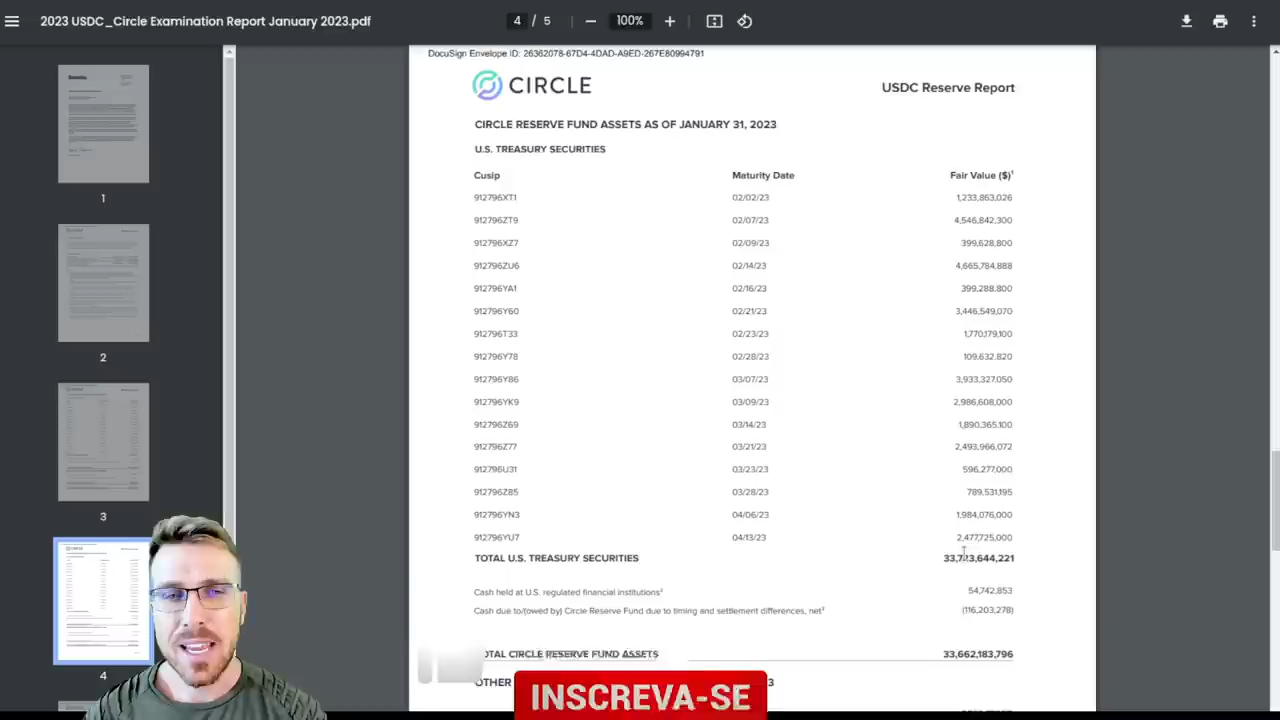 2023 USDC_Circle Examination Report January 2023.pdf
4 / 5
100%
DocuSign Envelope ID: 26362078-67D4-4DAD-A9ED-267E80994791
CIRCLE
USDC Reserve Report
CIRCLE RESERVE FUND ASSETS AS OF JANUARY 31, 2023
U.S. TREASURY SECURITIES
Cusip Maturity Date Fair Value ($)¹
912796XT1 02/02/23 1,233,863,026
912796ZT9 02/07/23 4,546,842,300
912796XZ7 02/09/23 399,628,800
912796ZU6 02/14/23 4,665,784,888
912796YA1 02/16/23 399,288,800
912796Y60 02/21/23 3,446,549,070
912796T33 02/23/23 1,770,179,100
912796Y78 02/28/23 109,632,820
912796Y86 03/07/23 3,933,327,050
912796YK9 03/09/23 2,986,608,000
912796Z69 03/14/23 1,890,365,100
912796Z77 03/21/23 2,493,966,072
912796U31 03/23/23 596,277,000
912796Z85 03/28/23 789,531,195
912796YN3 04/06/23 1,984,076,000
912796YU7 04/13/23 2,477,725,000
TOTAL U.S. TREASURY SECURITIES 33,723,644,221
Cash held at U.S. regulated financial institutions² 54,742,853
Cash due to/(owed by) Circle Reserve Fund due to timing and settlement differences, net³ (116,203,278)
TOTAL CIRCLE RESERVE FUND ASSETS 33,662,183,796
OTHER
1
2
3
4
INSCREVA-SE